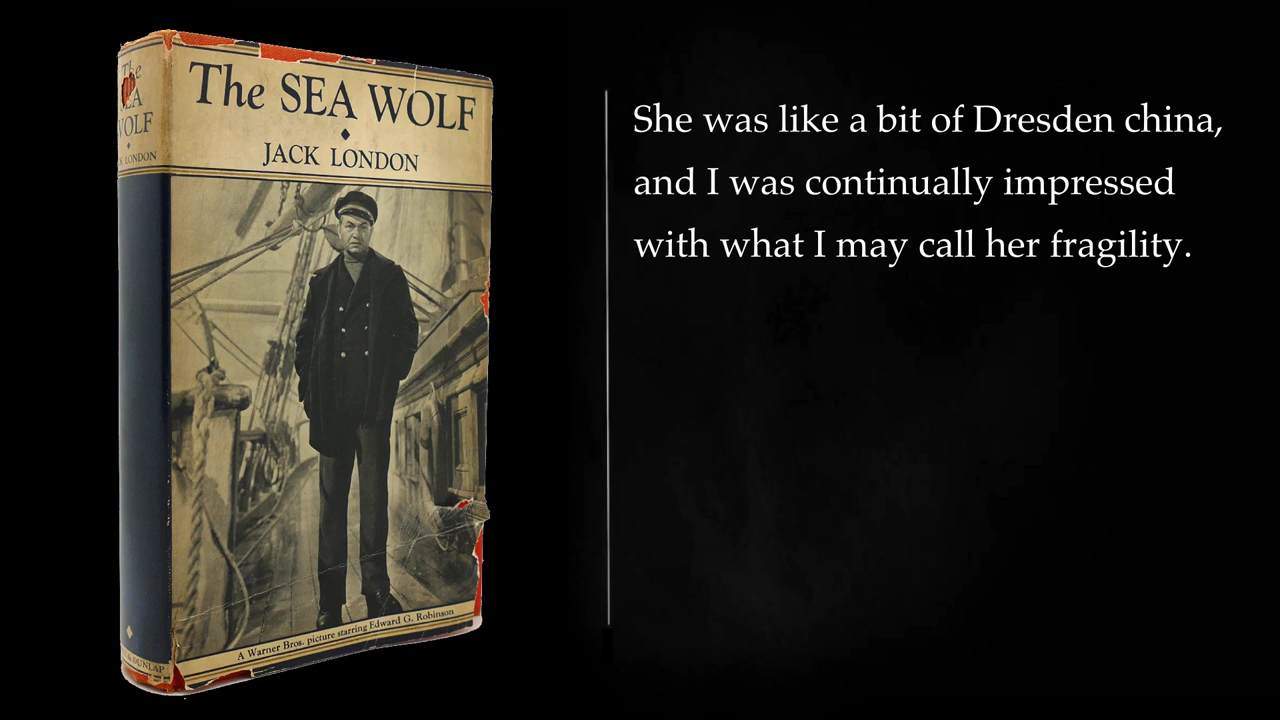 The SEA WOLF
JACK LONDON
The
SEA
WOLF
LONDON
A Warner Bros. picture starring Edward G. Robinson
DUNLAP
She was like a bit of Dresden china,
and I was continually impressed
with what I may call her fragility.